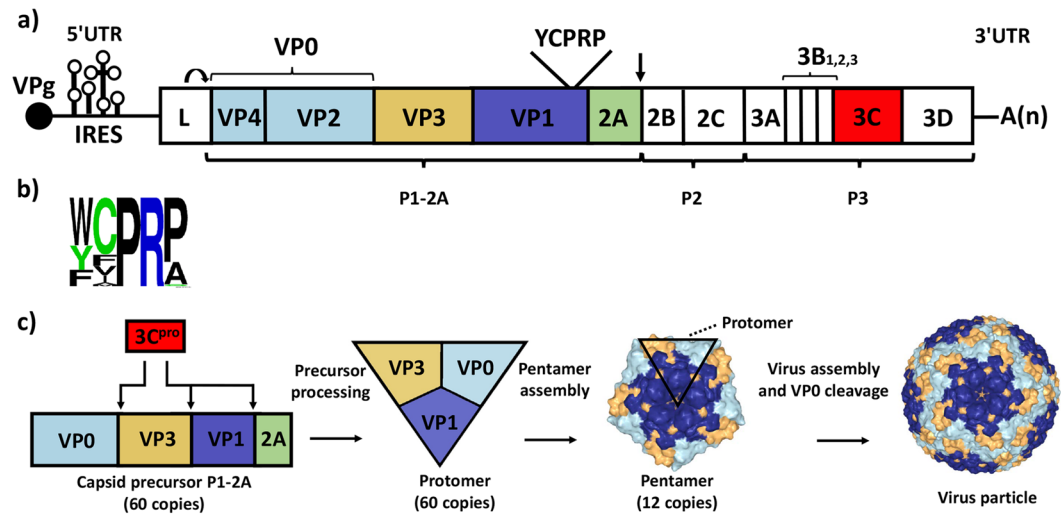 a)
5'UTR
VP0
YCPRP
3'UTR
3B1,2,3
VPg
IRES
L
VP4
VP2
VP3
VP1
2A
2B
2C
3A
3C
3D
A(n)
P1-2A
P2
P3
b)
W C P R P
Y F
F Y A
c)
3Cpro
VP0
VP3
VP1
2A
Capsid precursor P1-2A
(60 copies)
Precursor
processing
VP3
VP0
VP1
Protomer
(60 copies)
Pentamer
assembly
Protomer
Pentamer
(12 copies)
Virus assembly
and VP0 cleavage
Virus particle